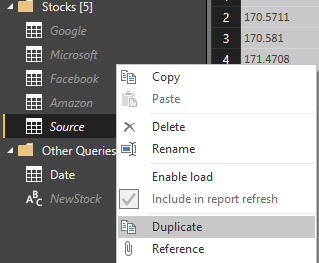 Stocks [5]
Google
Microsoft
Facebook
Amazon
Source
Other Queries
Date
ABC NewStock
2 170.5711
3 170.581
4 171.4708
Copy
Paste
Delete
Rename
Enable load
Include in report refresh
Duplicate
Reference